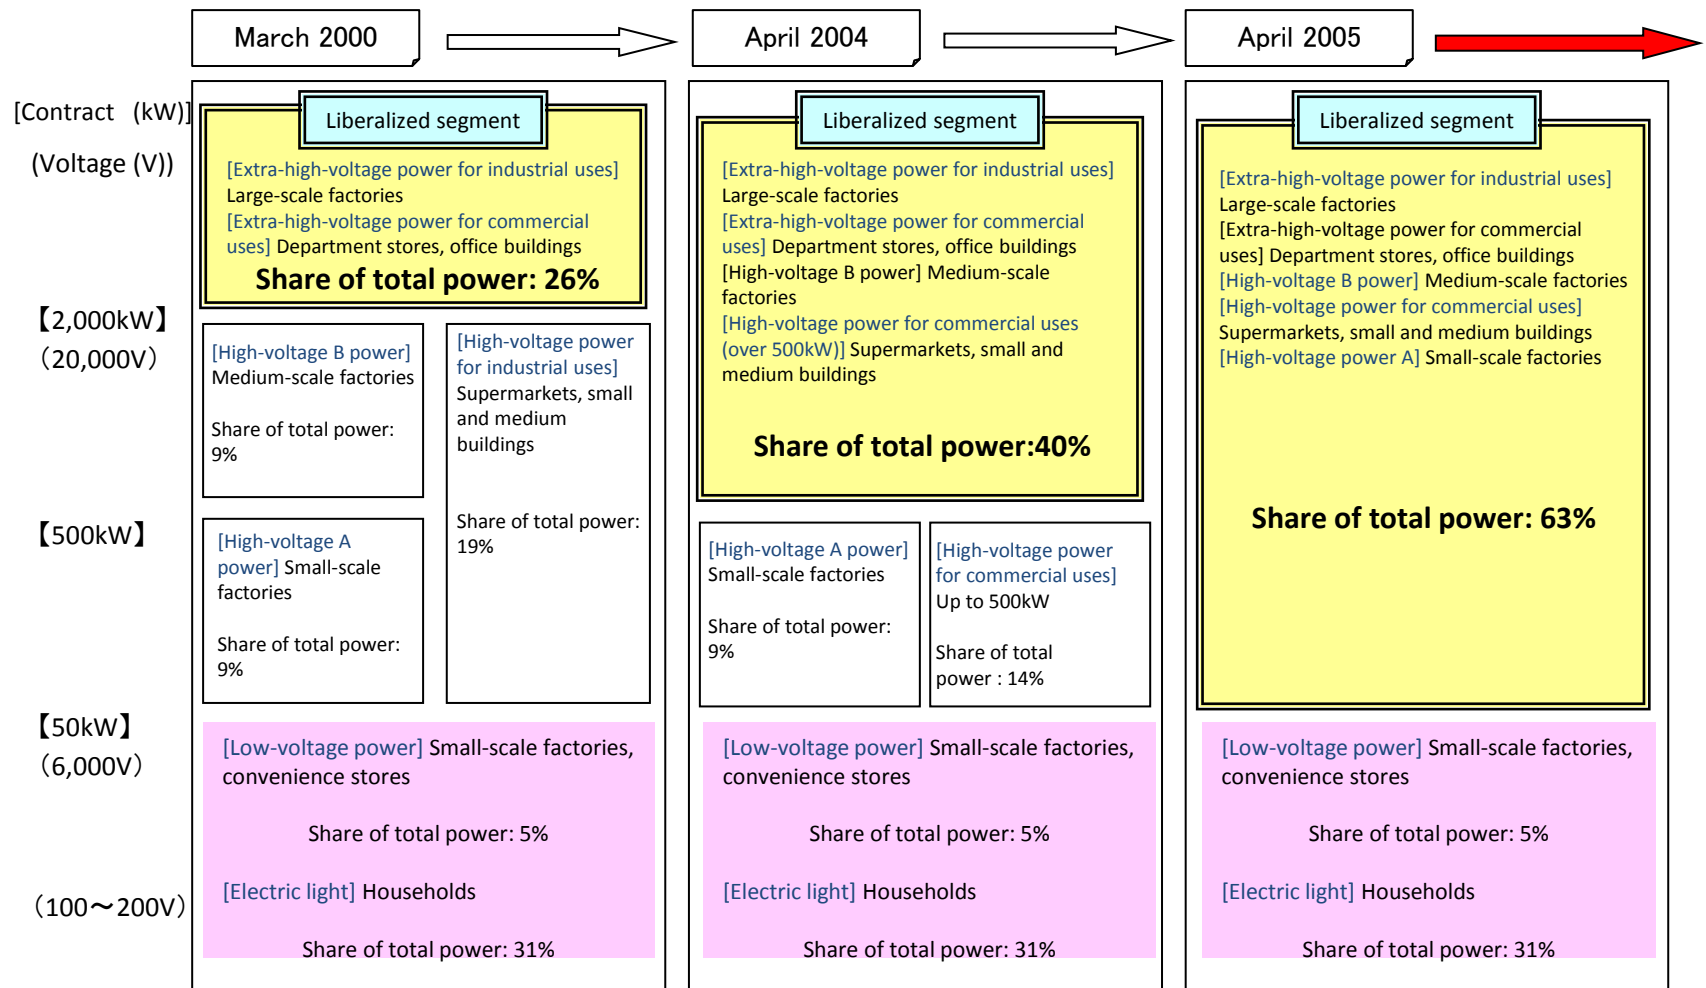 March 2000
April 2004
April 2005
[Contract (kW)]
(Voltage (V))
【2,000kW】
（20,000V）
【500kW】
【50kW】
（6,000V）
（100～200V）
Liberalized segment
[Extra-high-voltage power for industrial uses]
Large-scale factories
[Extra-high-voltage power for commercial
uses] Department stores, office buildings
Share of total power: 26%
[High-voltage B power]
Medium-scale factories
Share of total power:
9%
[High-voltage power
for industrial uses]
Supermarkets, small
and medium
buildings
Share of total power:
19%
[High-voltage A
power] Small-scale
factories
Share of total power:
9%
[Low-voltage power] Small-scale factories,
convenience stores
Share of total power: 5%
[Electric light] Households
Share of total power: 31%
Liberalized segment
[Extra-high-voltage power for industrial uses]
Large-scale factories
[Extra-high-voltage power for commercial
uses] Department stores, office buildings
[High-voltage B power] Medium-scale
factories
[High-voltage power for commercial uses
(over 500kW)] Supermarkets, small and
medium buildings
Share of total power:40%
[High-voltage A power]
Small-scale factories
Share of total power:
9%
[High-voltage power
for commercial uses]
Up to 500kW
Share of total
power : 14%
[Low-voltage power] Small-scale factories,
convenience stores
Share of total power: 5%
[Electric light] Households
Share of total power: 31%
Liberalized segment
[Extra-high-voltage power for industrial uses]
Large-scale factories
[Extra-high-voltage power for commercial
uses] Department stores, office buildings
[High-voltage B power] Medium-scale factories
[High-voltage power for commercial uses]
Supermarkets, small and medium buildings
[High-voltage power A] Small-scale factories
Share of total power: 63%
[Low-voltage power] Small-scale factories,
convenience stores
Share of total power: 5%
[Electric light] Households
Share of total power: 31%